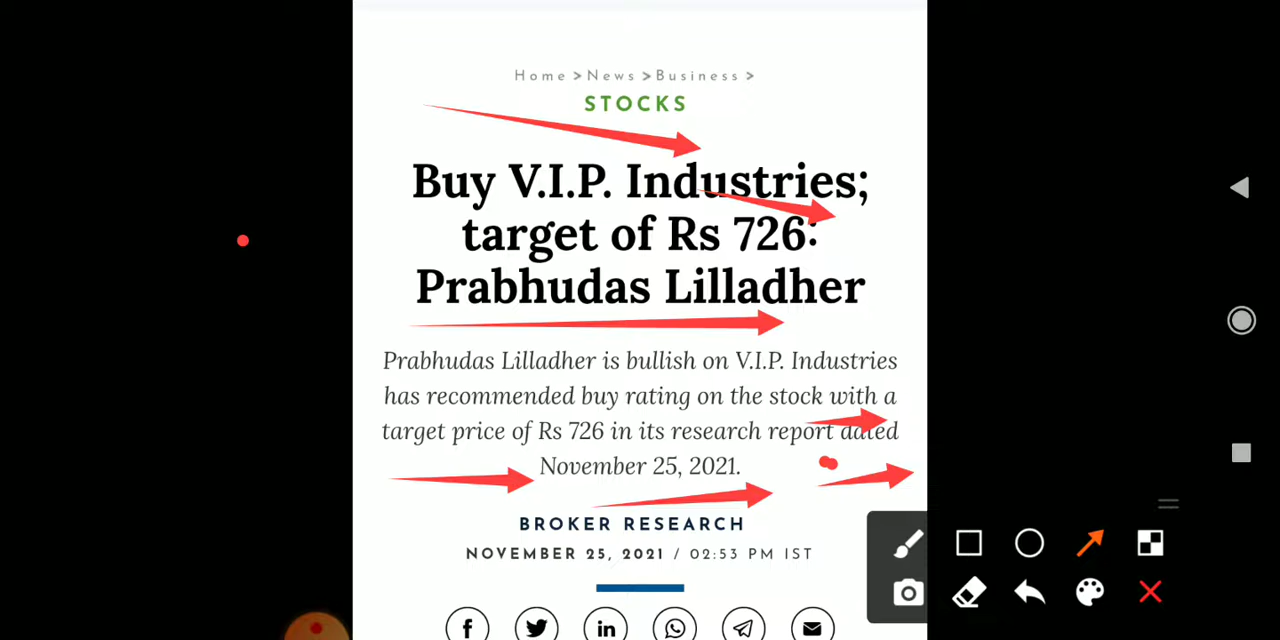 Home > News > Business >
STOCKS
Buy V.I.P. Industries;
target of Rs 726:
Prabhudas Lilladher
Prabhudas Lilladher is bullish on V.I.P. Industries
has recommended buy rating on the stock with a
target price of Rs 726 in its research report dated
November 25, 2021.
BROKER RESEARCH
NOVEMBER 25, 2021 / 02:53 PM IST